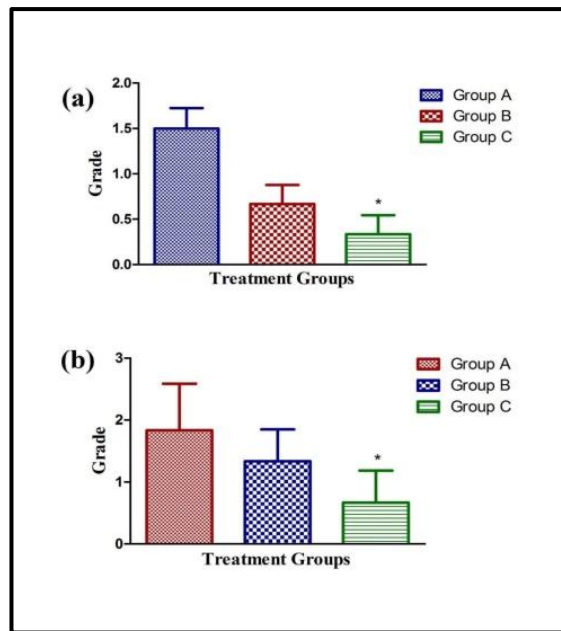 (a)
2.0
1.5
1.0
0.5
0.0
Grade
*
Treatment Groups
Group A
Group B
Group C
(b)
3
2
1
0
Grade
*
Treatment Groups
Group A
Group B
Group C